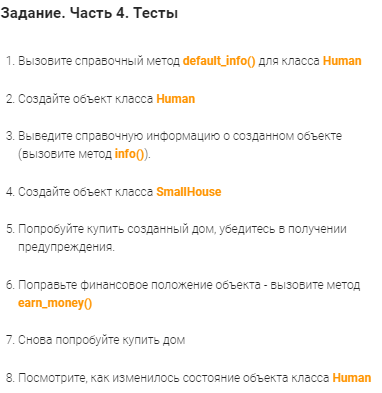 Задание. Часть 4. Тесты
1. Вызовите справочный метод default_info() для класса Human
2. Создайте объект класса Human
3. Выведите справочную информацию о созданном объекте
(вызовите метод info()).
4. Создайте объект класса SmallHouse
5. Попробуйте купить созданный дом, убедитесь в получении
предупреждения.
6. Поправьте финансовое положение объекта - вызовите метод
earn_money()
7. Снова попробуйте купить дом
8. Посмотрите, как изменилось состояние объекта класса Human